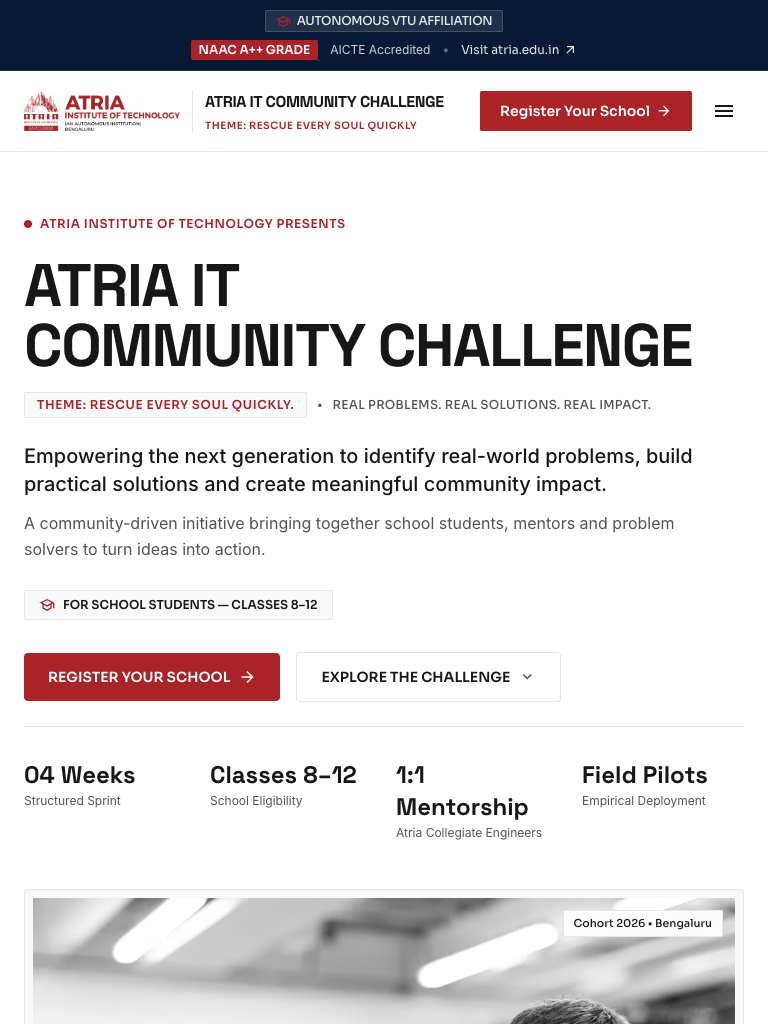 AUTONOMOUS VTU AFFILIATION
NAAC A++ GRADE AICTE Accredited • Visit atria.edu.in
ATRIA
INSTITUTE OF TECHNOLOGY
(AN AUTONOMOUS INSTITUTION)
BENGALURU
ATRIA
ATRIA IT COMMUNITY CHALLENGE
THEME: RESCUE EVERY SOUL QUICKLY
Register Your School
ATRIA INSTITUTE OF TECHNOLOGY PRESENTS
ATRIA IT
COMMUNITY CHALLENGE
THEME: RESCUE EVERY SOUL QUICKLY. • REAL PROBLEMS. REAL SOLUTIONS. REAL IMPACT.
Empowering the next generation to identify real-world problems, build
practical solutions and create meaningful community impact.
A community-driven initiative bringing together school students, mentors and problem
solvers to turn ideas into action.
FOR SCHOOL STUDENTS — CLASSES 8–12
REGISTER YOUR SCHOOL
EXPLORE THE CHALLENGE
04 Weeks
Structured Sprint
Classes 8–12
School Eligibility
1:1
Mentorship
Atria Collegiate Engineers
Field Pilots
Empirical Deployment
Cohort 2026 • Bengaluru